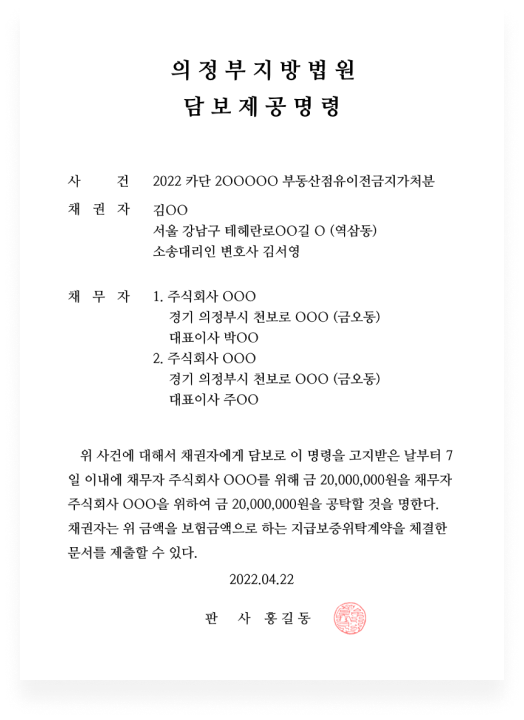 의정부지방법원
담보제공명령
사 건 2022 카단 2OOOOO 부동산점유이전금지가처분
채 권 자 김OO
서울 강남구 테헤란로OO길 O (역삼동)
소송대리인 변호사 김서영
채 무 자 1. 주식회사 OOO
경기 의정부시 천보로 OOO (금오동)
대표이사 박OO
2. 주식회사 OOO
경기 의정부시 천보로 OOO (금오동)
대표이사 주OO
위 사건에 대해서 채권자에게 담보로 이 명령을 고지받은 날부터 7
일 이내에 채무자 주식회사 OOO를 위해 금 20,000,000원을 채무자
주식회사 OOO을 위하여 금 20,000,000원을 공탁할 것을 명한다.
채권자는 위 금액을 보험금액으로 하는 지급보증위탁계약을 체결한
문서를 제출할 수 있다.
2022.04.22
판 사 홍길동